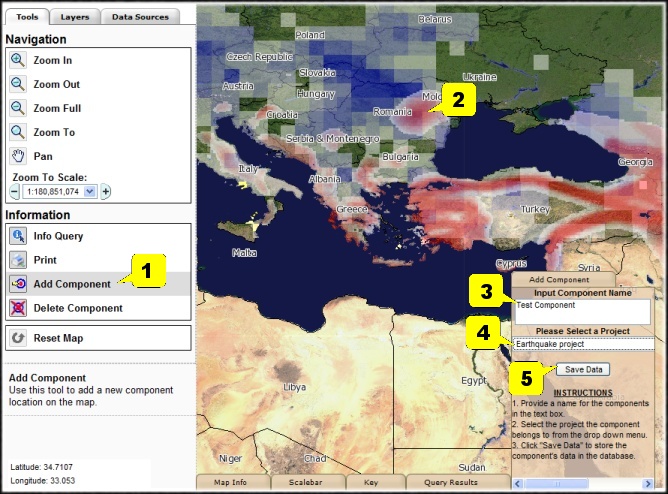 Tools
Layers
Data Sources
Navigation
Zoom In
Zoom Out
Zoom Full
Zoom To
Pan
Zoom To Scale:
1:180,851,074
Information
Info Query
Print
Add Component
1
Delete Component
Reset Map
Add Component
Use this tool to add a new component
location on the map.
Latitude: 34.7107
Longitude: 33.053
Belarus
Poland
Czech Republic
Ukraine
Slovakia
Austria
Hungary
Mold
2
Romania
Croatia
Serbia & Montenegro
Bulgaria
Georgia
Italy
Albania
Greece
Turkey
Malta
Cyprus
Syria
Libya
Egypt
Niger
Chad
Sudan
Add Component
Input Component Name
3
Test Component
Please Select a Project
4
Earthquake project
5
Save Data
INSTRUCTIONS
1. Provide a name for the components
in the text box.
2. Select the project the component
belongs to from the drop down menu.
3. Click "Save Data" to store the
component's data in the database.
Map Info
Scalebar
Key
Query Results